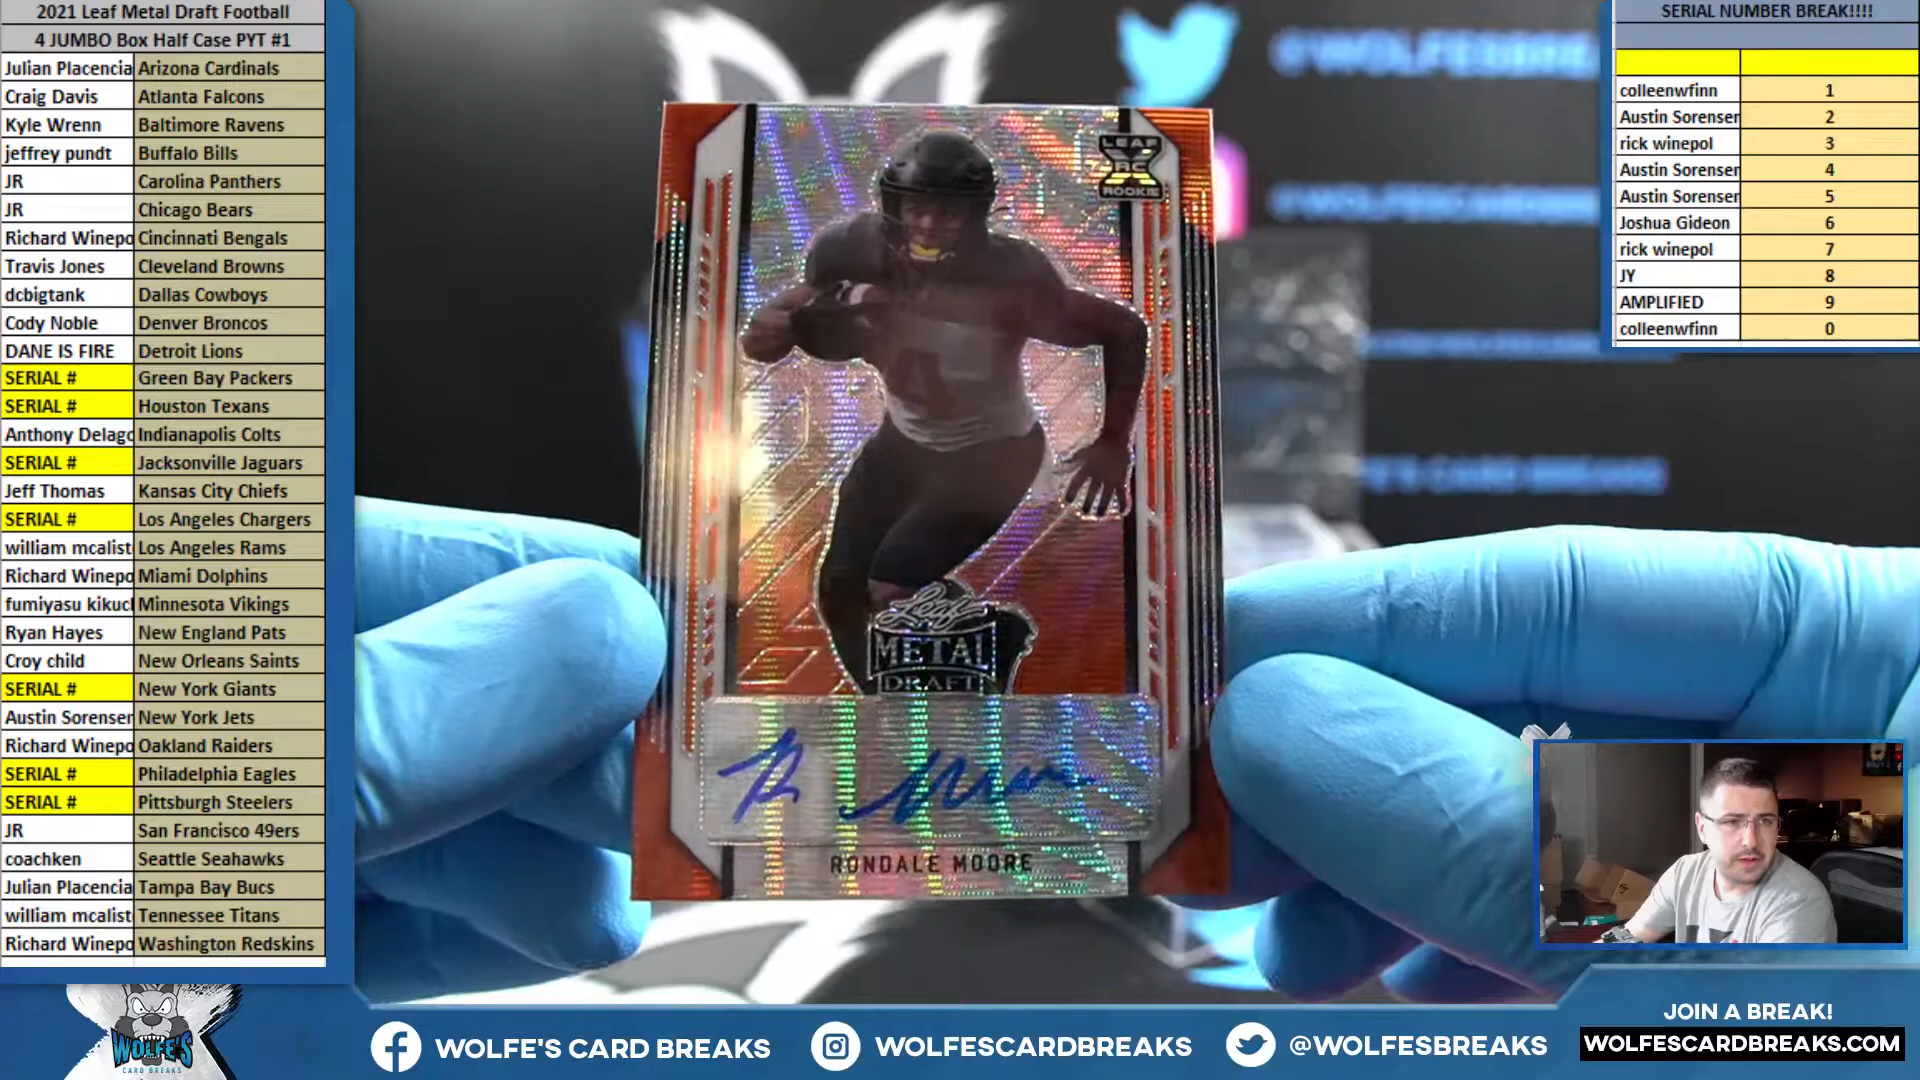 2021 Leaf Metal Draft Football
4 JUMBO Box Half Case PYT #1
Julian Placencia Arizona Cardinals
Craig Davis Atlanta Falcons
Kyle Wrenn Baltimore Ravens
jeffrey pundt Buffalo Bills
JR Carolina Panthers
JR Chicago Bears
Richard Winepo Cincinnati Bengals
Travis Jones Cleveland Browns
dcbigtank Dallas Cowboys
Cody Noble Denver Broncos
DANE IS FIRE Detroit Lions
SERIAL # Green Bay Packers
SERIAL # Houston Texans
Anthony Delago Indianapolis Colts
SERIAL # Jacksonville Jaguars
Jeff Thomas Kansas City Chiefs
SERIAL # Los Angeles Chargers
william mcalist Los Angeles Rams
Richard Winepo Miami Dolphins
fumiyasu kikucl Minnesota Vikings
Ryan Hayes New England Pats
Croy child New Orleans Saints
SERIAL # New York Giants
Austin Sorenser New York Jets
Richard Winepo Oakland Raiders
SERIAL # Philadelphia Eagles
SERIAL # Pittsburgh Steelers
JR San Francisco 49ers
coachken Seattle Seahawks
Julian Placencia Tampa Bay Bucs
william mcalist Tennessee Titans
Richard Winepo Washington Redskins
SERIAL NUMBER BREAK!!!!
colleenwfinn 1
Austin Sorenser 2
rick winepol 3
Austin Sorenser 4
Austin Sorenser 5
Joshua Gideon 6
rick winepol 7
JY 8
AMPLIFIED 9
colleenwfinn 0
@WOLFESBREA
LEAF
RC
ROOKIE
4
Leaf
METAL
DRAFT
RONDALE MOORE
WOLFE'S CARD BREAKS
WOLFE'S
CARD BREAKS
WOLFE'S CARD BREAKS
WOLFESCARDBREAKS
@WOLFESBREAKS
JOIN A BREAK!
WOLFESCARDBREAKS.COM